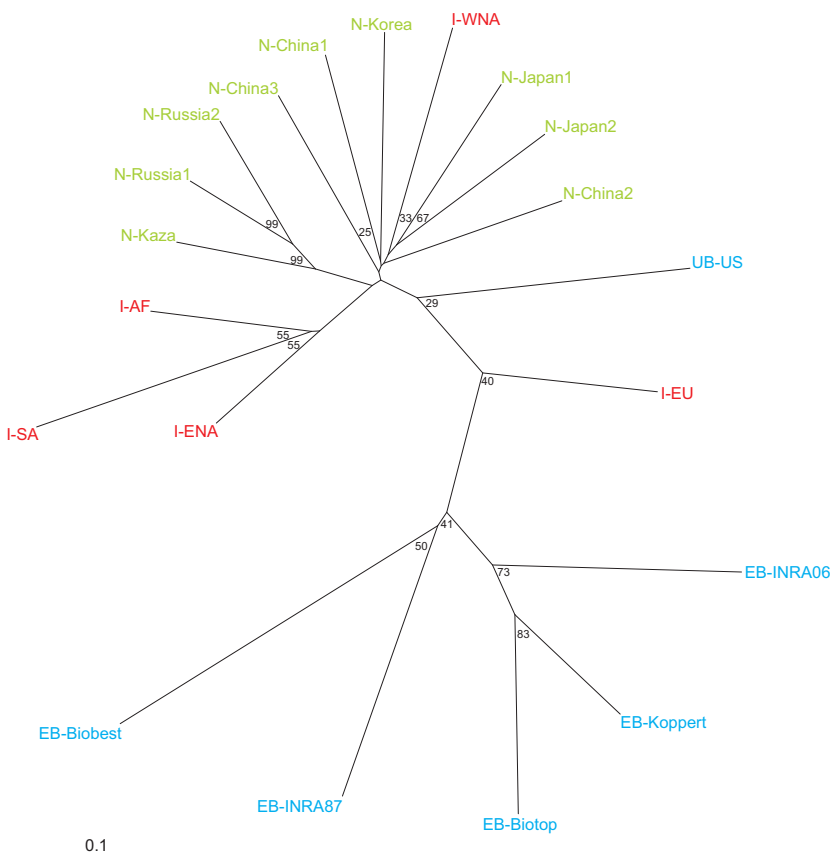 I-WNA
N-Korea
N-China1
N-Japan1
N-China3
N-Russia2
N-Japan2
N-Russia1
N-China2
33
67
99
25
N-Kaza
99
UB-US
29
I-AF
55
55
40
I-EU
I-SA
I-ENA
41
50
73
EB-INRA06
83
EB-Koppert
EB-Biobest
EB-INRA87
EB-Biotop
0.1